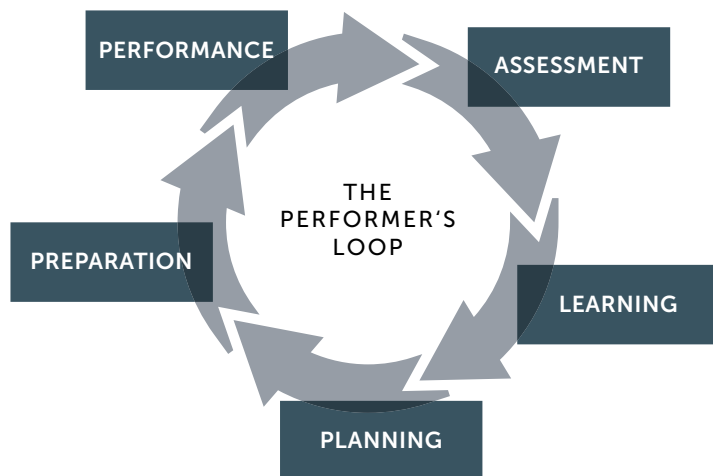 PERFORMANCE
ASSESSMENT
THE
PERFORMER‘S
LOOP
PREPARATION
LEARNING
PLANNING